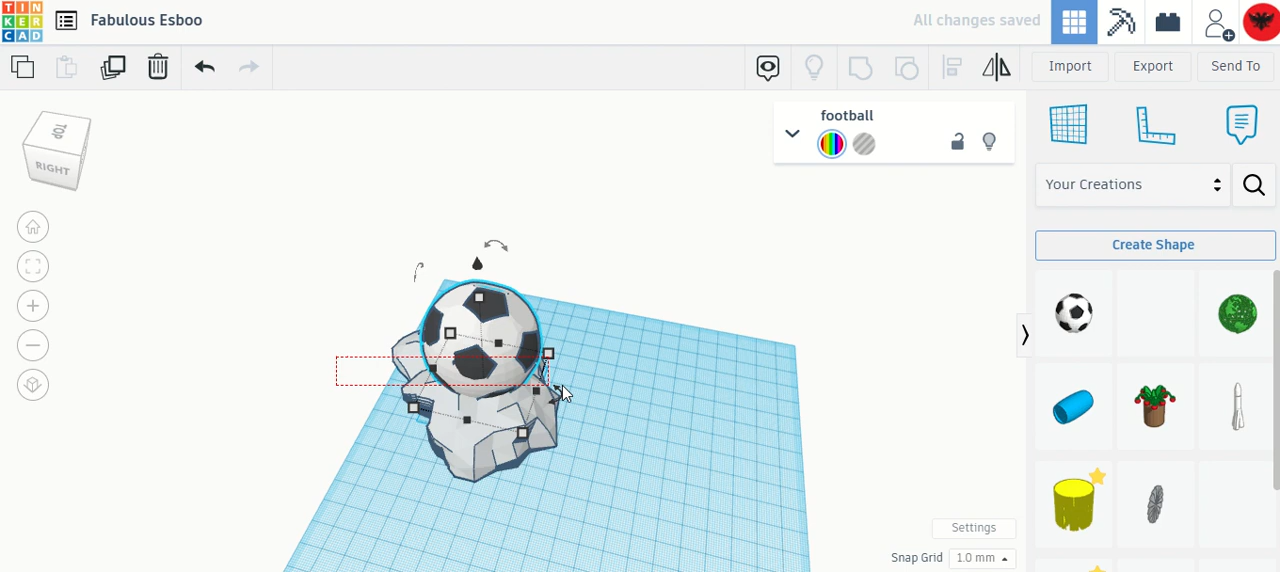 TIN
KER
CAD
Fabulous Esboo
All changes saved
Import
Export
Send To
TOP
RIGHT
football
Your Creations
Create Shape
Settings
Snap Grid
1.0 mm